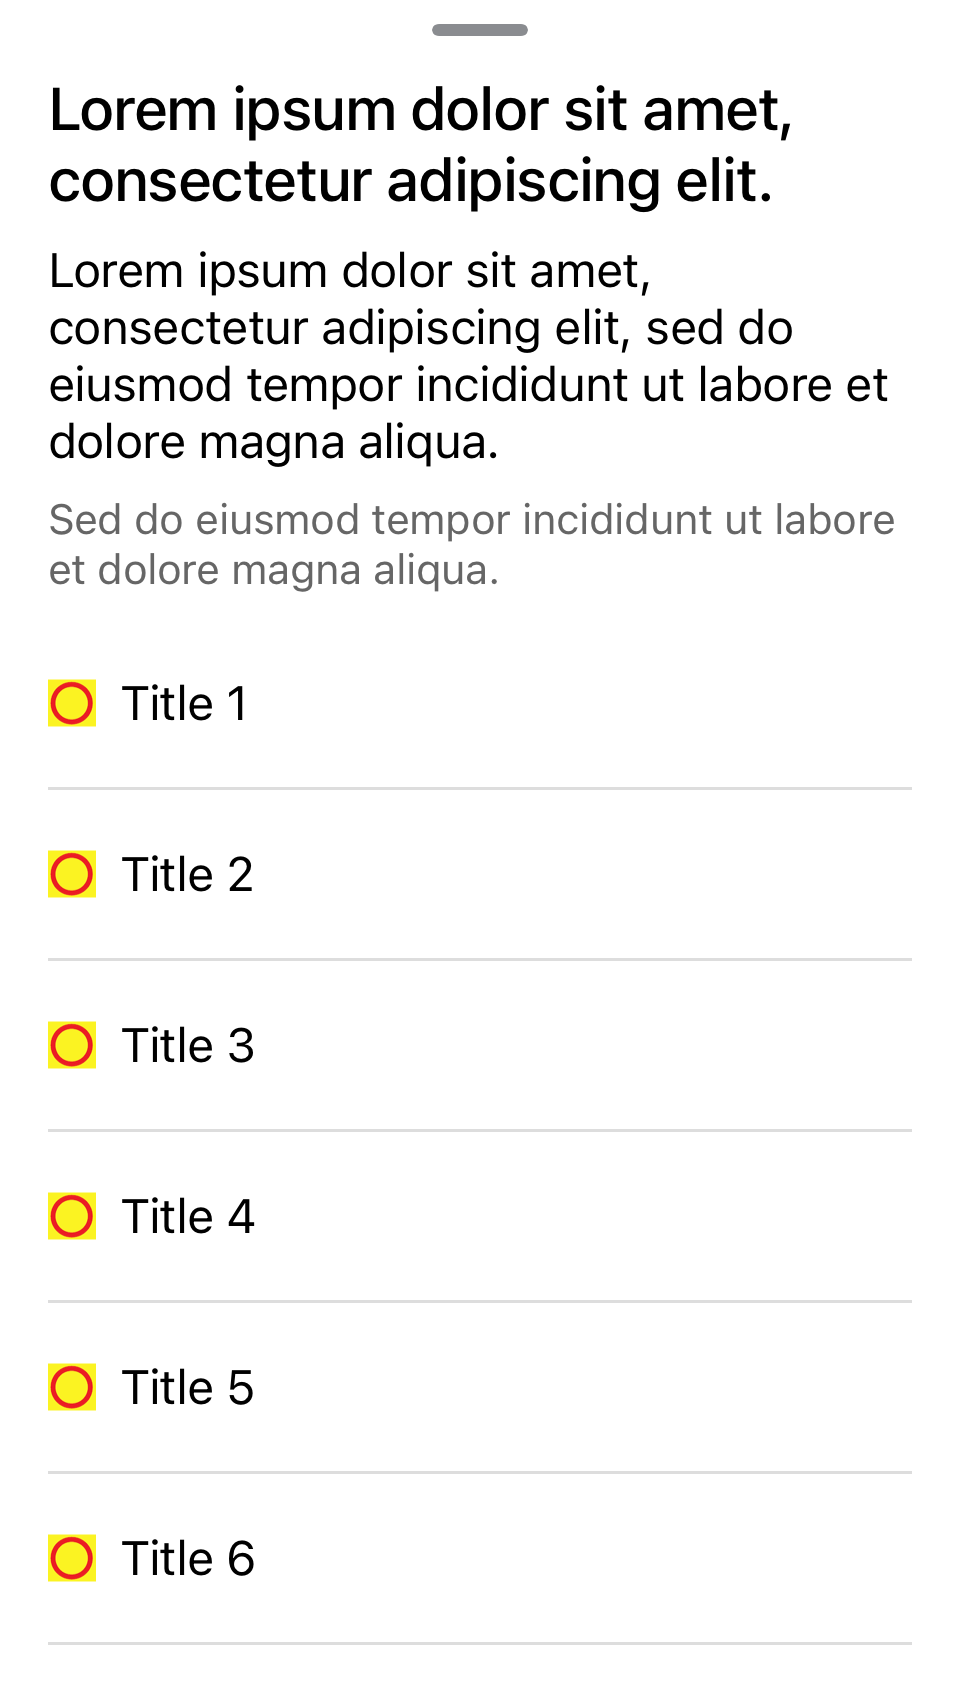 Lorem ipsum dolor sit amet,
consectetur adipiscing elit.
Lorem ipsum dolor sit amet,
consectetur adipiscing elit, sed do
eiusmod tempor incididunt ut labore et
dolore magna aliqua.
Sed do eiusmod tempor incididunt ut labore
et dolore magna aliqua.
Title 1
Title 2
Title 3
Title 4
Title 5
Title 6